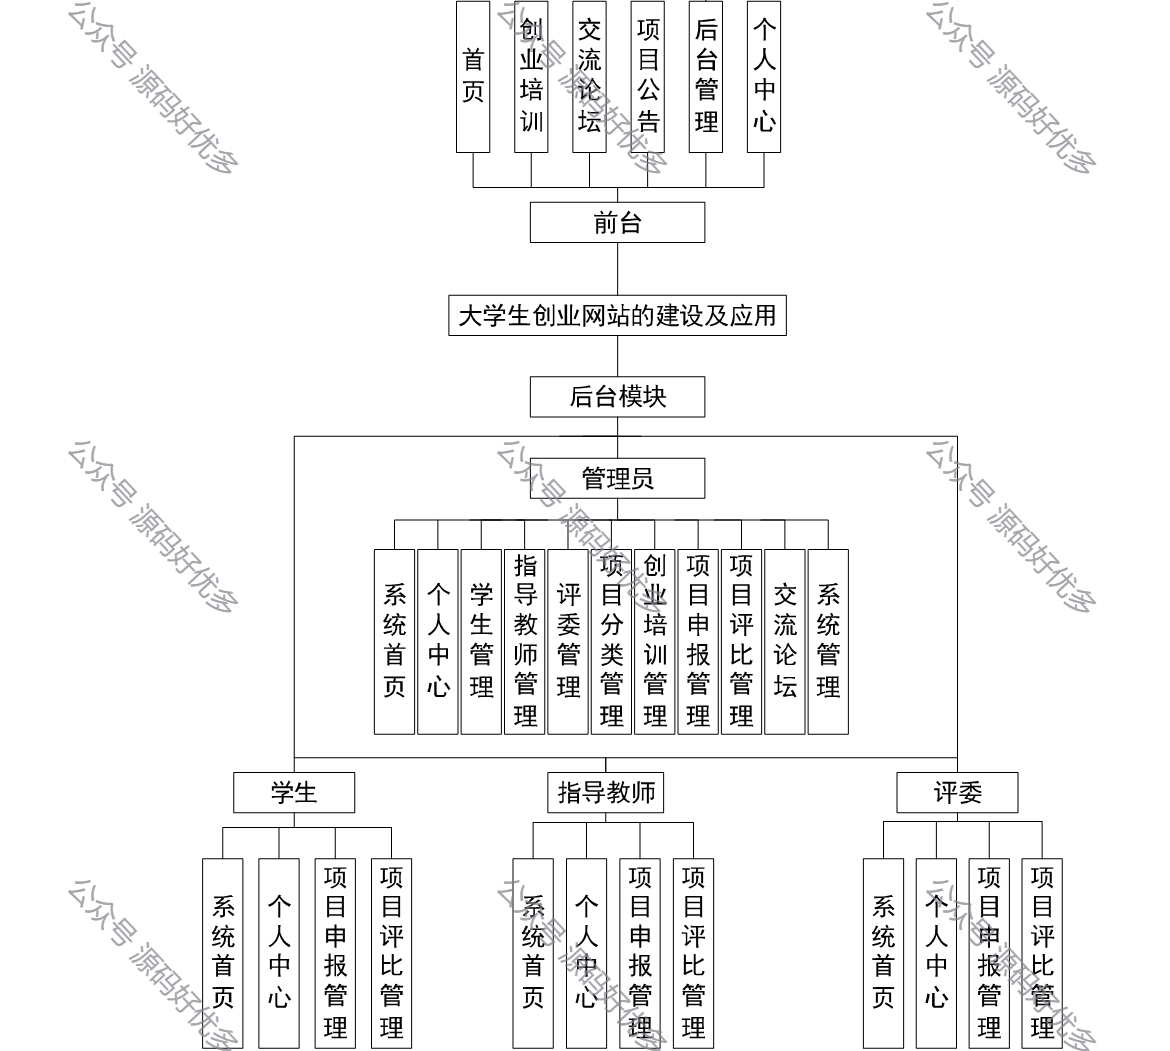 首页
创业培训
交流论坛
项目公告
后台管理
个人中心
前台
大学生创业网站的建设及应用
后台模块
管理员
系统首页
个人中心
学生管理
指导教师管理
评委管理
项目分类管理
创业培训管理
项目申报管理
项目评比管理
交流论坛
系统管理
学生
指导教师
评委
系统首页
个人中心
项目申报管理
项目评比管理
系统首页
个人中心
项目申报管理
项目评比管理
系统首页
个人中心
项目申报管理
项目评比管理
公众号 源码好优多
公众号 源码好优多
公众号 源码好优多
公众号 源码好优多
公众号 源码好优多
公众号 源码好优多
公众号 源码好优多
公众号 源码好优多
公众号 源码好优多